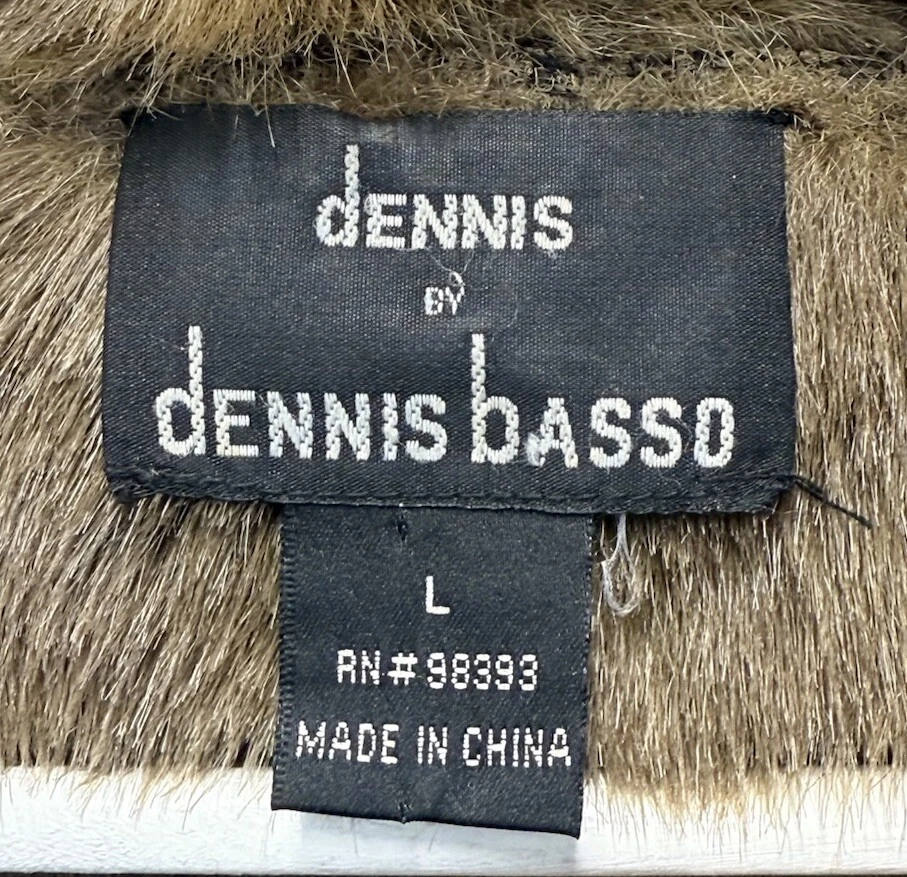 dENNIS
BY
dENNIS bASSO
L
RN#98393
MADE IN CHINA